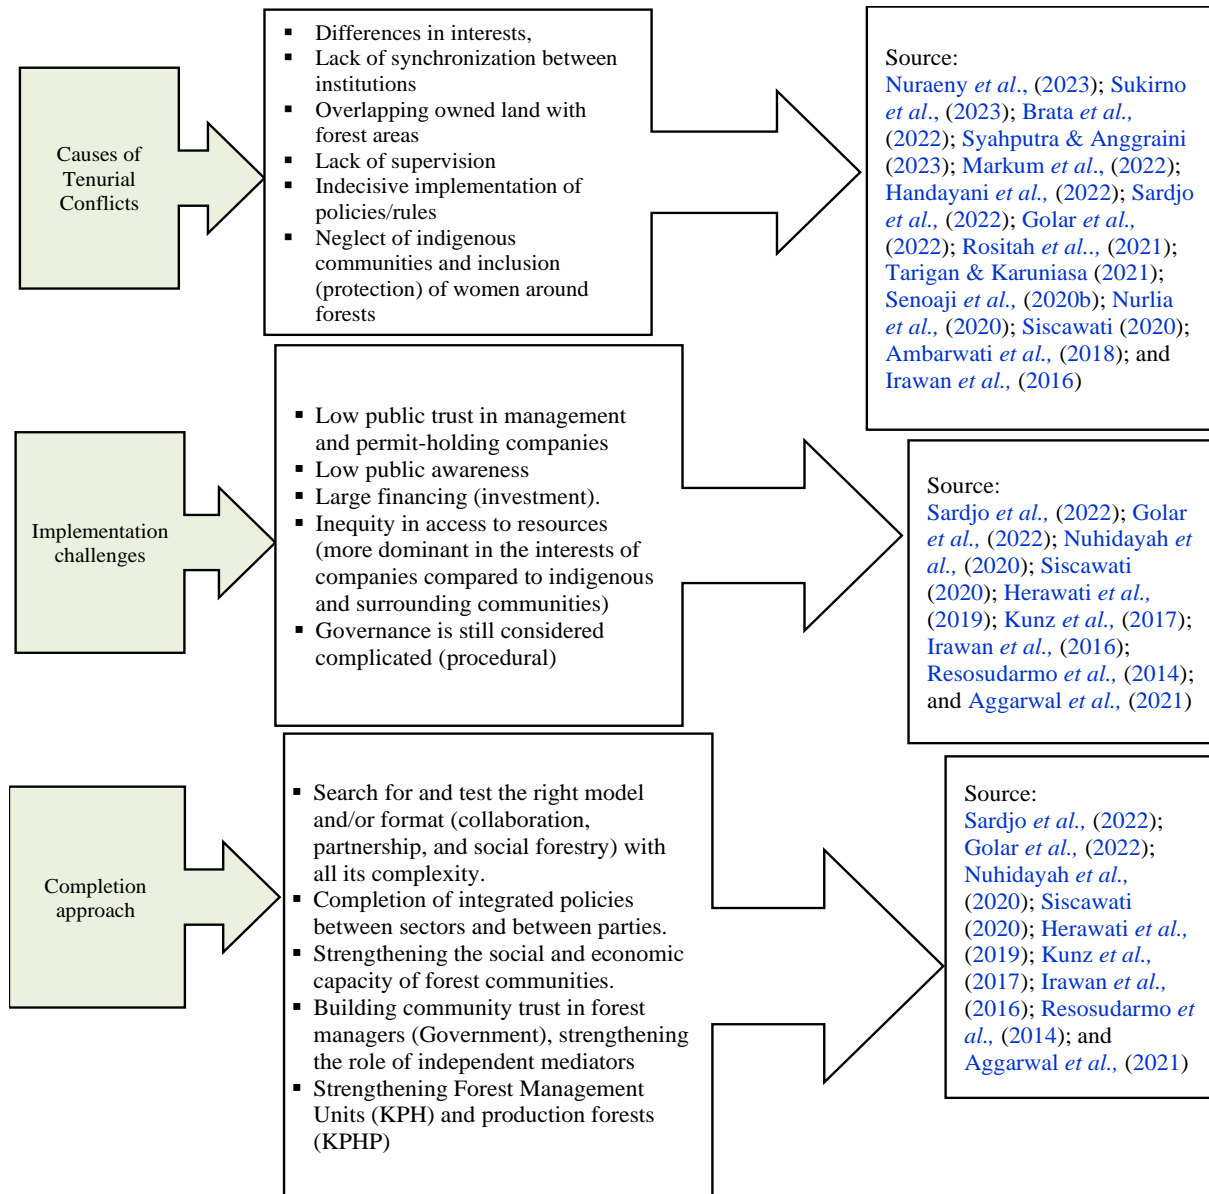 Causes of
Tenurial
Conflicts
▪ Differences in interests,
▪ Lack of synchronization between
institutions
▪ Overlapping owned land with
forest areas
▪ Lack of supervision
▪ Indecisive implementation of
policies/rules
▪ Neglect of indigenous
communities and inclusion
(protection) of women around
forests
Source:
Nuraeny et al., (2023); Sukirno
et al., (2023); Brata et al.,
(2022); Syahputra & Anggraini
(2023); Markum et al., (2022);
Handayani et al., (2022); Sardjo
et al., (2022); Golar et al.,
(2022); Rositah et al.., (2021);
Tarigan & Karuniasa (2021);
Senoaji et al., (2020b); Nurlia
et al., (2020); Siscawati (2020);
Ambarwati et al., (2018); and
Irawan et al., (2016)
Implementation
challenges
▪ Low public trust in management
and permit-holding companies
▪ Low public awareness
▪ Large financing (investment).
▪ Inequity in access to resources
(more dominant in the interests of
companies compared to indigenous
and surrounding communities)
▪ Governance is still considered
complicated (procedural)
Source:
Sardjo et al., (2022); Golar
et al., (2022); Nuhidayah et
al., (2020); Siscawati
(2020); Herawati et al.,
(2019); Kunz et al., (2017);
Irawan et al., (2016);
Resosudarmo et al., (2014);
and Aggarwal et al., (2021)
Completion
approach
▪ Search for and test the right model
and/or format (collaboration,
partnership, and social forestry) with
all its complexity.
▪ Completion of integrated policies
between sectors and between parties.
▪ Strengthening the social and economic
capacity of forest communities.
▪ Building community trust in forest
managers (Government), strengthening
the role of independent mediators
▪ Strengthening Forest Management
Units (KPH) and production forests
(KPHP)
Source:
Sardjo et al., (2022);
Golar et al., (2022);
Nuhidayah et al.,
(2020); Siscawati
(2020); Herawati et al.,
(2019); Kunz et al.,
(2017); Irawan et al.,
(2016); Resosudarmo et
al., (2014); and
Aggarwal et al., (2021)